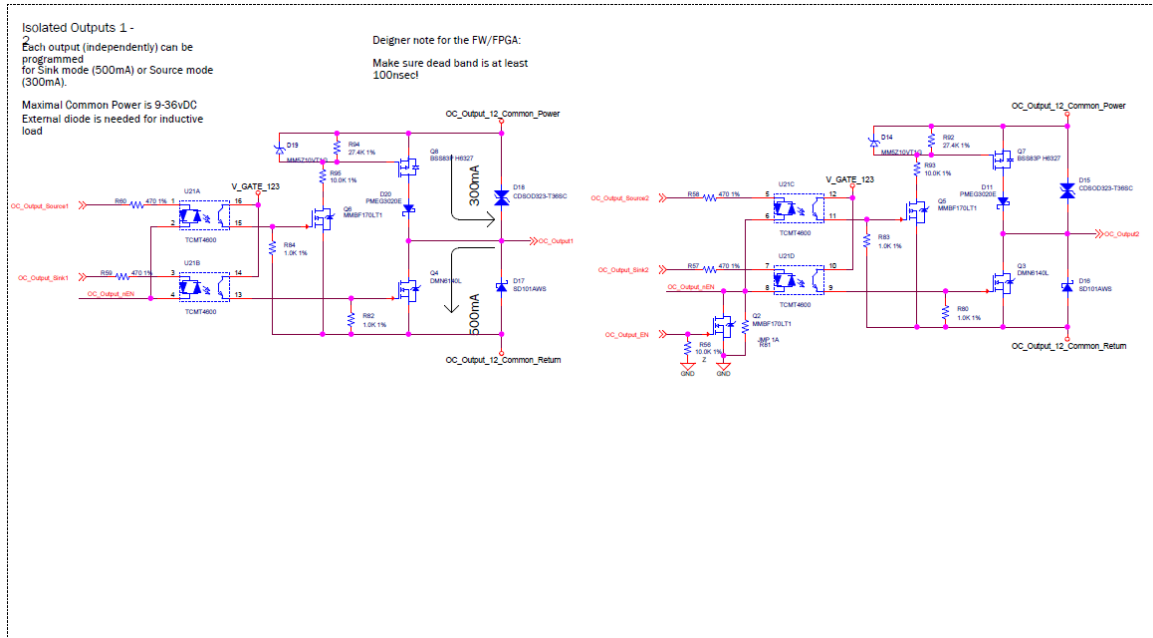 Isolated Outputs 1 -
2
Each output (independently) can be
programmed
for Sink mode (500mA) or Source mode
(300mA).
Maximal Common Power is 9-36vDC
External diode is needed for inductive
load
Deigner note for the FW/FPGA:
Make sure dead band is at least
100nsec!
OC_Output_12_Common_Power
D19
MM5Z10VT1G
R94
27.4K 1%
Q8
BSS83P H6327
R95
10.0K 1%
300mA
D18
CDSOD323-T36SC
D20
PMEG3020E
U21A
V_GATE_123
OC_Output_Source1
R60
470 1%
1
16
2
15
TCMT4600
Q6
MMBF170LT1
R84
1.0K 1%
OC_Output1
U21B
OC_Output_Sink1
R59
470 1%
3
14
OC_Output_nEN
4
13
TCMT4600
Q4
DMN6140L
D17
SD101AWS
500mA
R82
1.0K 1%
OC_Output_12_Common_Return
OC_Output_12_Common_Power
D14
MM5Z10VT1G
R92
27.4K 1%
Q7
BSS83P H6327
R93
10.0K 1%
D15
CDSOD323-T36SC
D11
PMEG3020E
U21C
V_GATE_123
OC_Output_Source2
R58
470 1%
5
12
6
11
TCMT4600
Q5
MMBF170LT1
R83
1.0K 1%
OC_Output2
U21D
OC_Output_Sink2
R57
470 1%
7
10
OC_Output_nEN
8
9
TCMT4600
Q3
DMN6140L
D16
SD101AWS
R80
1.0K 1%
OC_Output_EN
Q2
MMBF170LT1
R56
10.0K 1%
Z
JMP 1A
R81
GND
GND
OC_Output_12_Common_Return